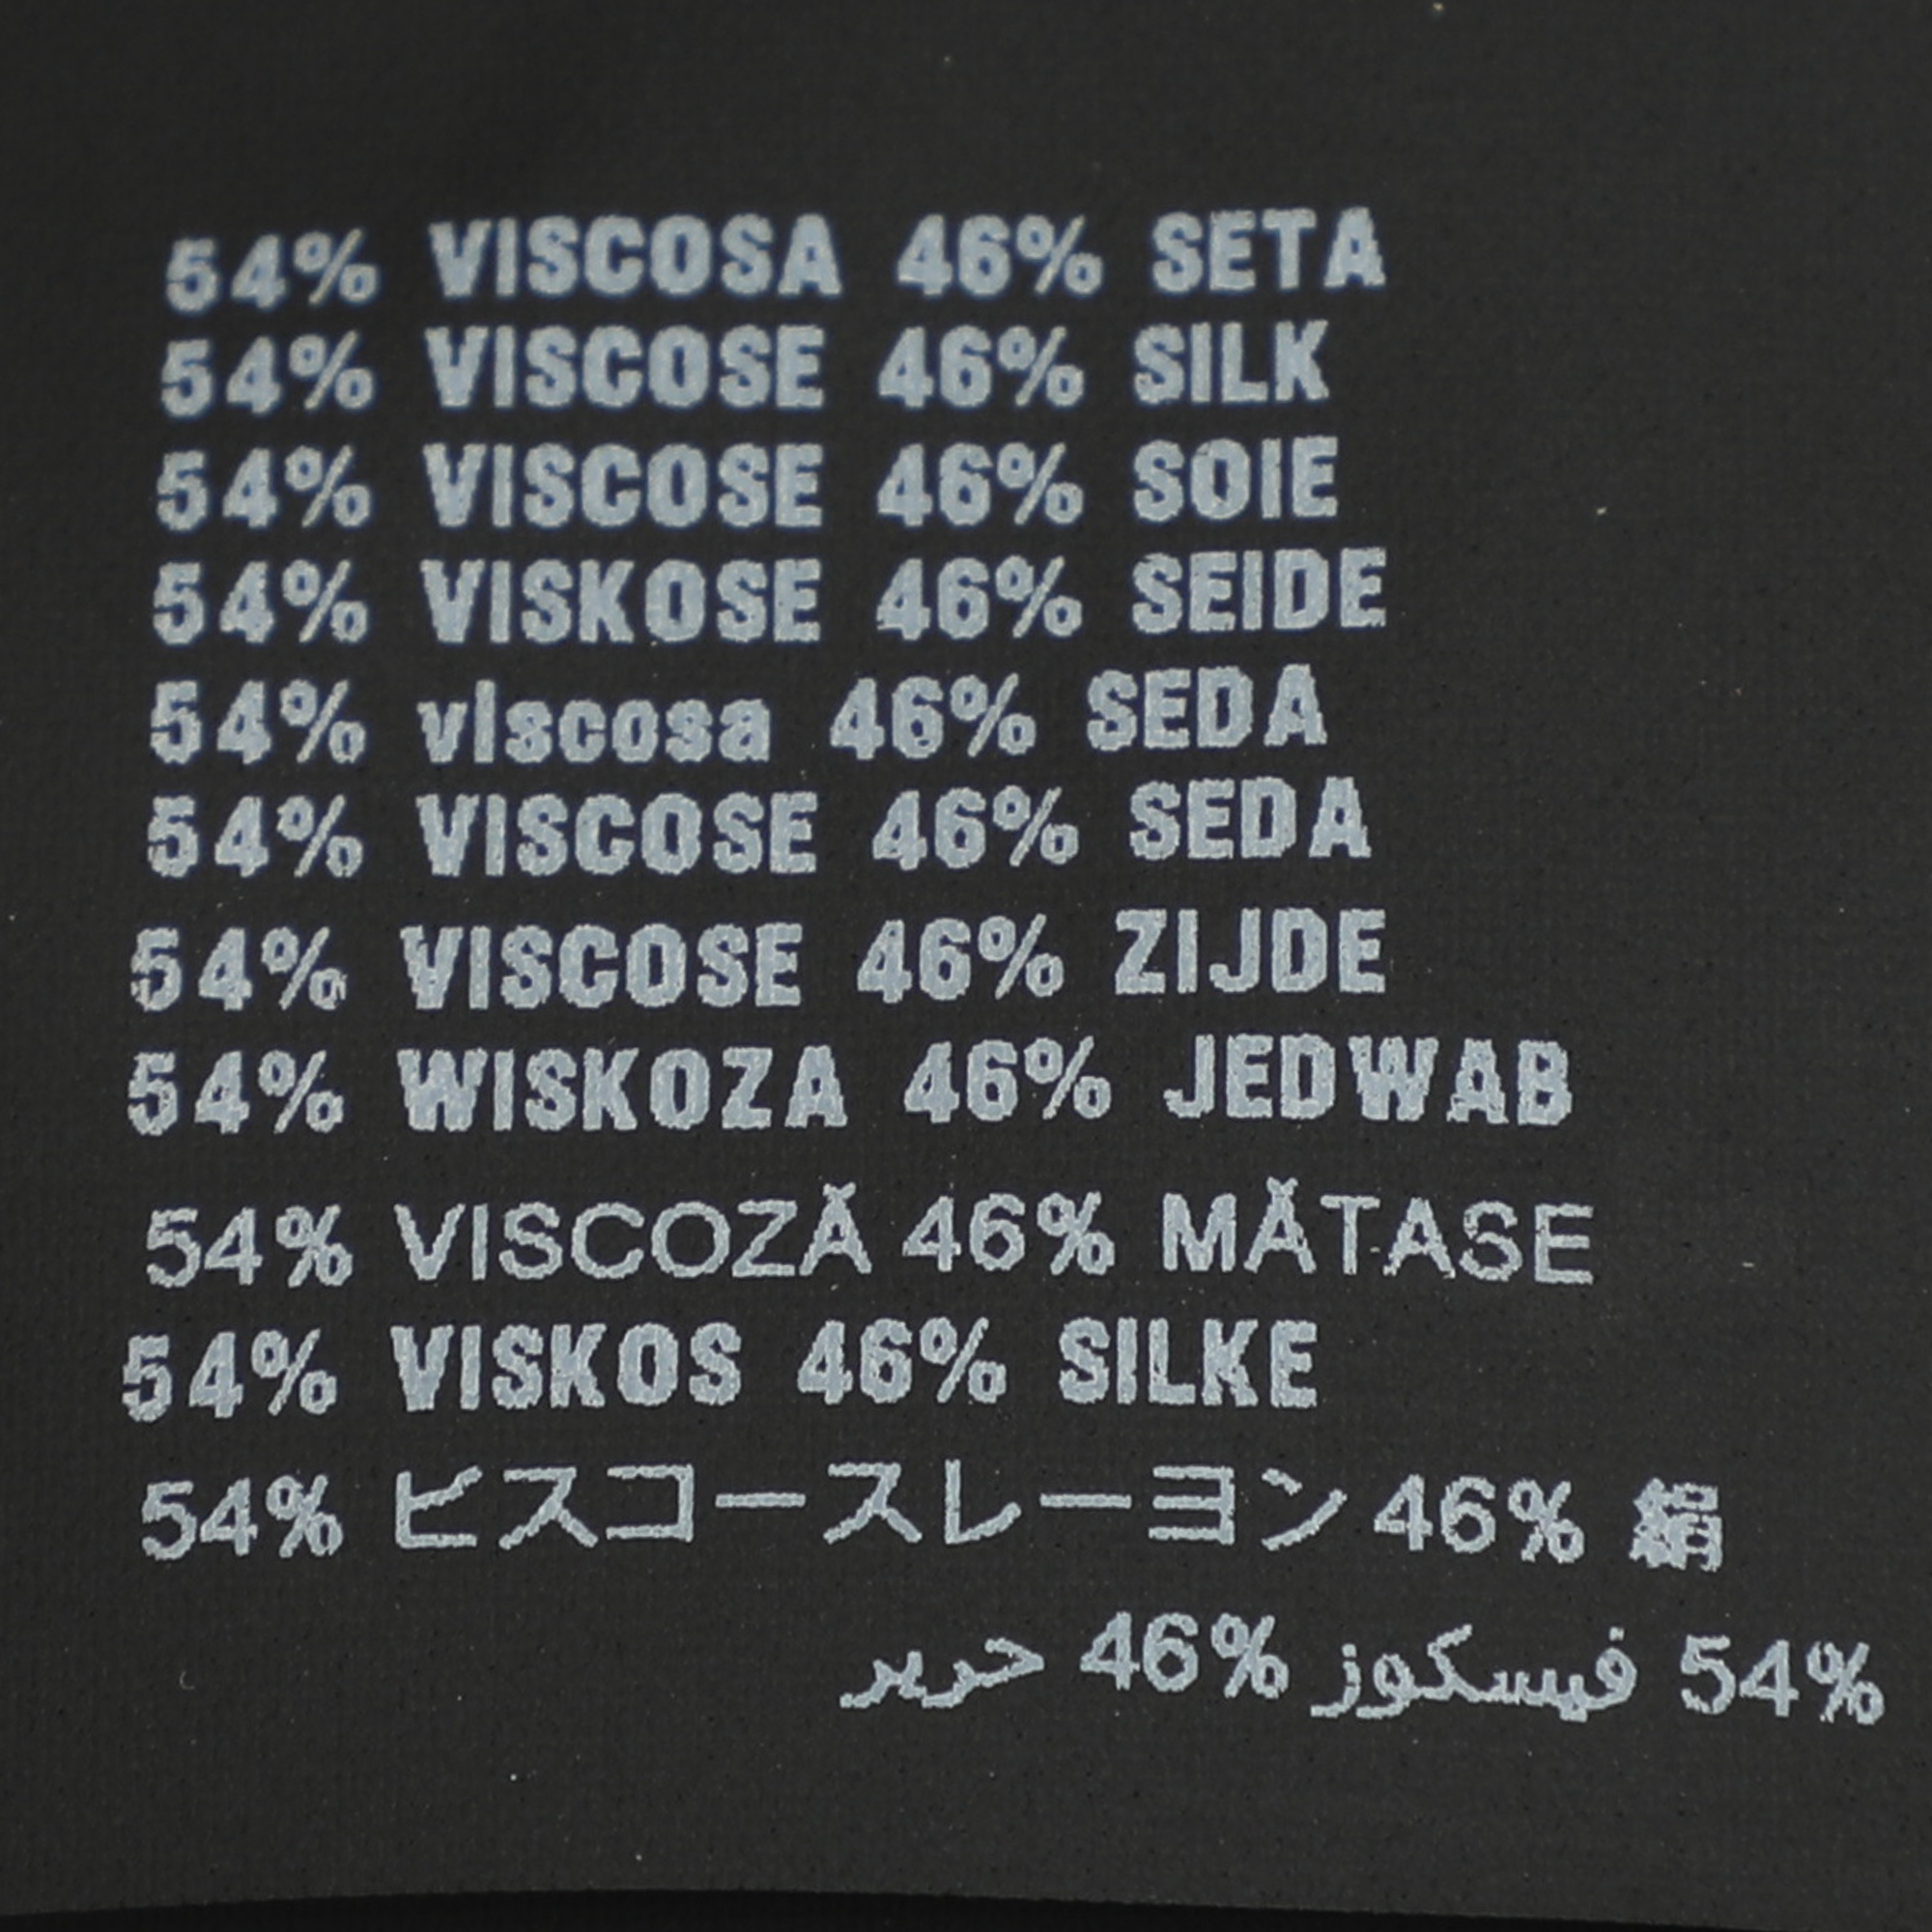 54% VISCOSA 46% SETA
54% VISCOSE 46% SILK
54% VISCOSE 46% SOIE
54% VISKOSE 46% SEIDE
54% viscosa 46% SEDA
54% VISCOSE 46% SEDA
54% VISCOSE 46% ZIJDE
54% WISKOZA 46% JEDWAB
54% VISCOZĂ 46% MĂTASE
54% VISKOS 46% SILKE
54% ビスコースレーヨン 46% 絹
54% فيسكوز 46% حرير